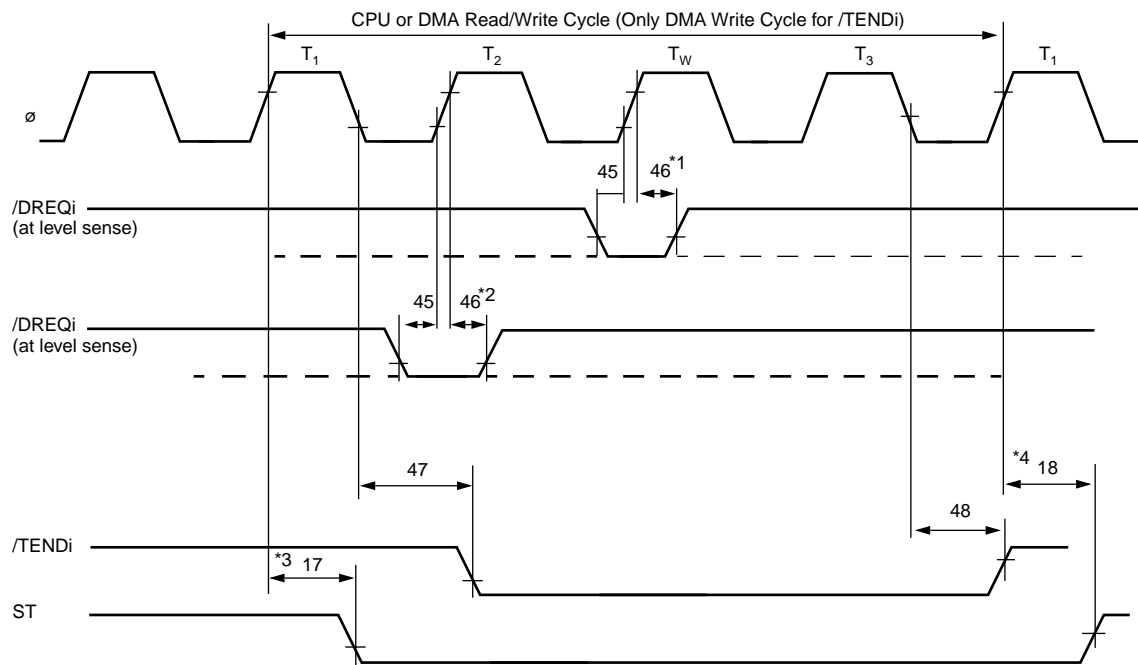 CPU or DMA Read/Write Cycle (Only DMA Write Cycle for /TENDi)
T1 T2 TW T3 T1
ø
45 46*1
/DREQi
(at level sense)
45 46*2
/DREQi
(at level sense)
47
*4 18
48
/TENDi
*3 17
ST